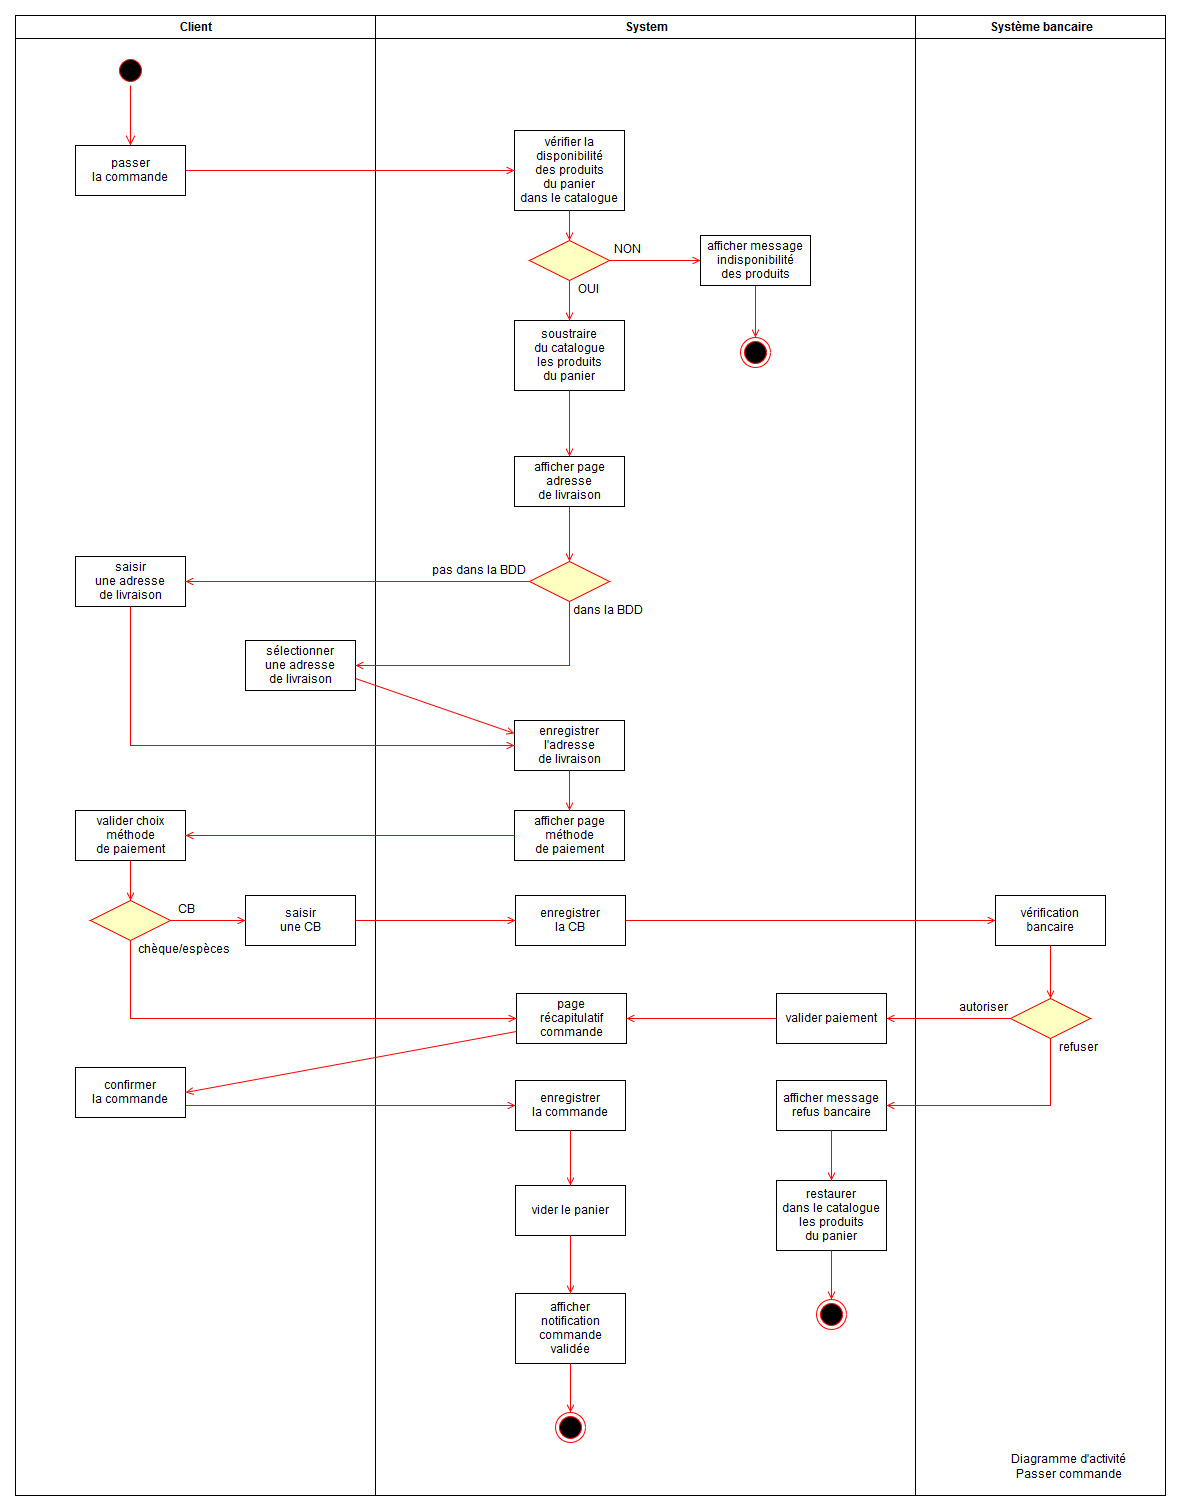 Client
System
Système bancaire
passer
la commande
vérifier la
disponibilité
des produits
du panier
dans le catalogue
NON
afficher message
indisponibilité
des produits
OUI
soustraire
du catalogue
les produits
du panier
afficher page
adresse
de livraison
saisir
une adresse
de livraison
pas dans la BDD
dans la BDD
sélectionner
une adresse
de livraison
enregistrer
l'adresse
de livraison
valider choix
méthode
de paiement
afficher page
méthode
de paiement
CB
chèque/espèces
saisir
une CB
enregistrer
la CB
vérification
bancaire
page
récapitulatif
commande
valider paiement
autoriser
refuser
confirmer
la commande
enregistrer
la commande
afficher message
refus bancaire
vider le panier
restaurer
dans le catalogue
les produits
du panier
afficher
notification
commande
validée
Diagramme d'activité
Passer commande